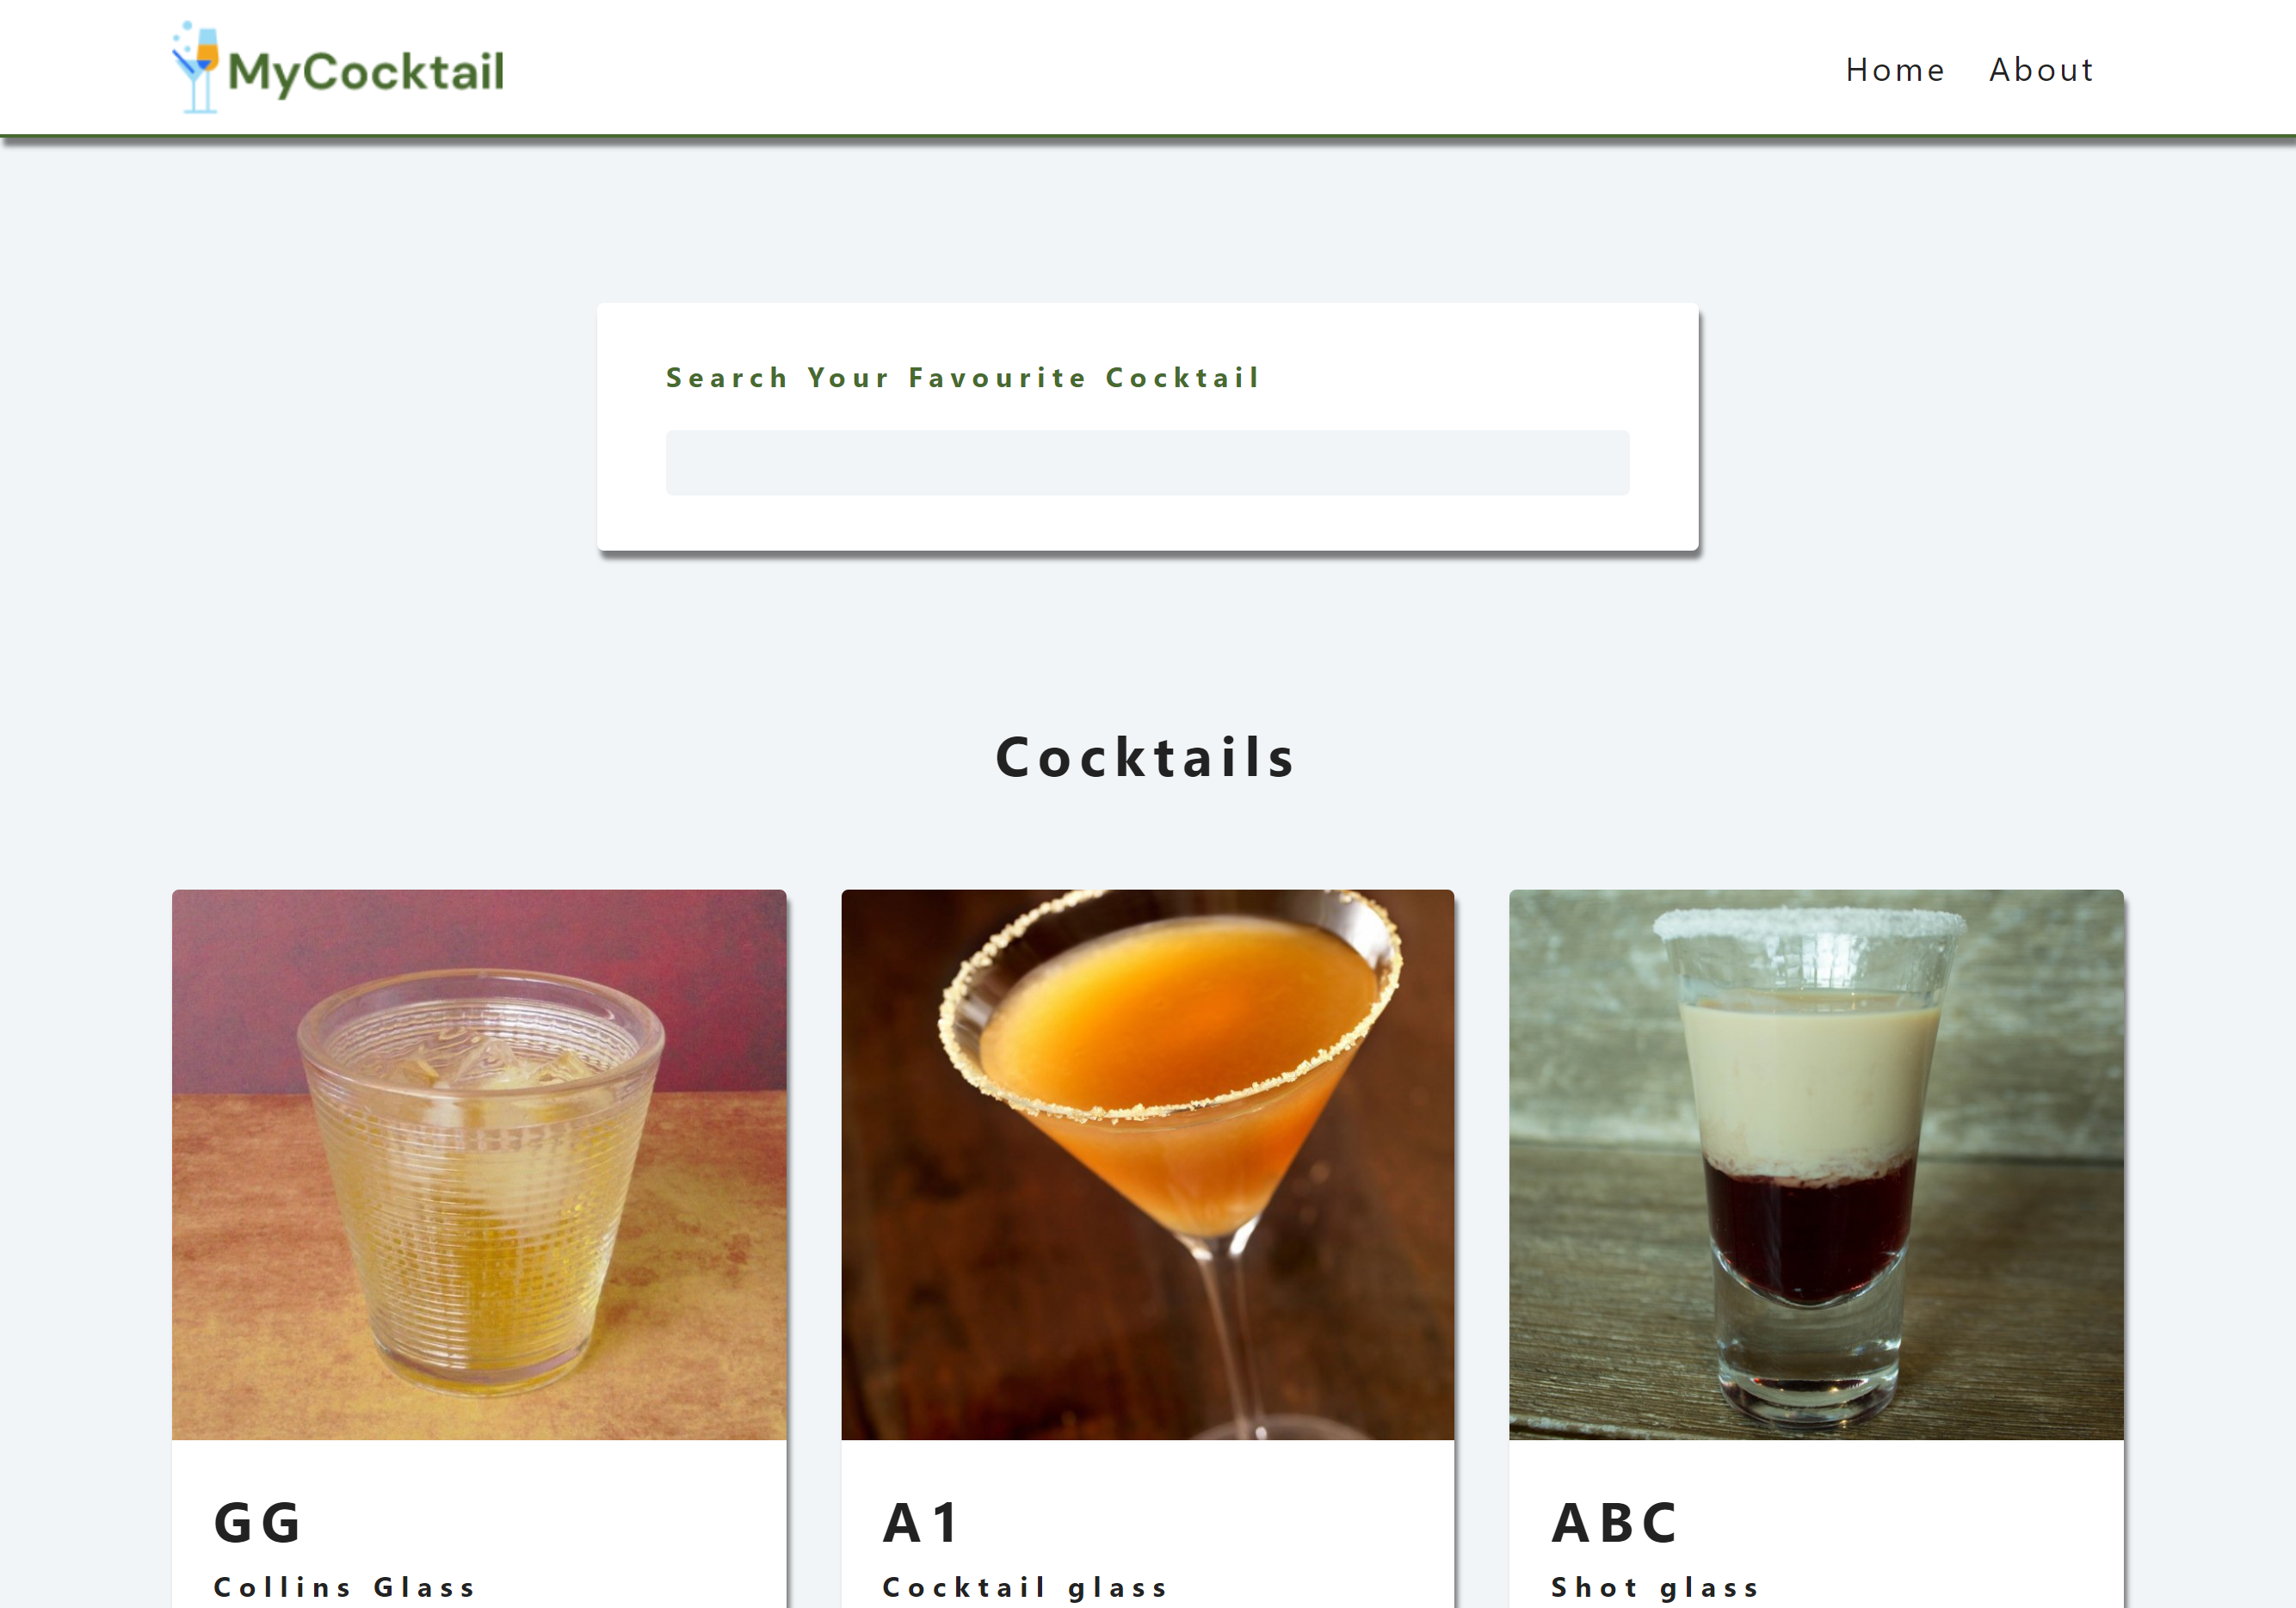 MyCocktail
Home About
Search Your Favourite Cocktail
Cocktails
GG
Collins Glass
A1
Cocktail glass
ABC
Shot glass